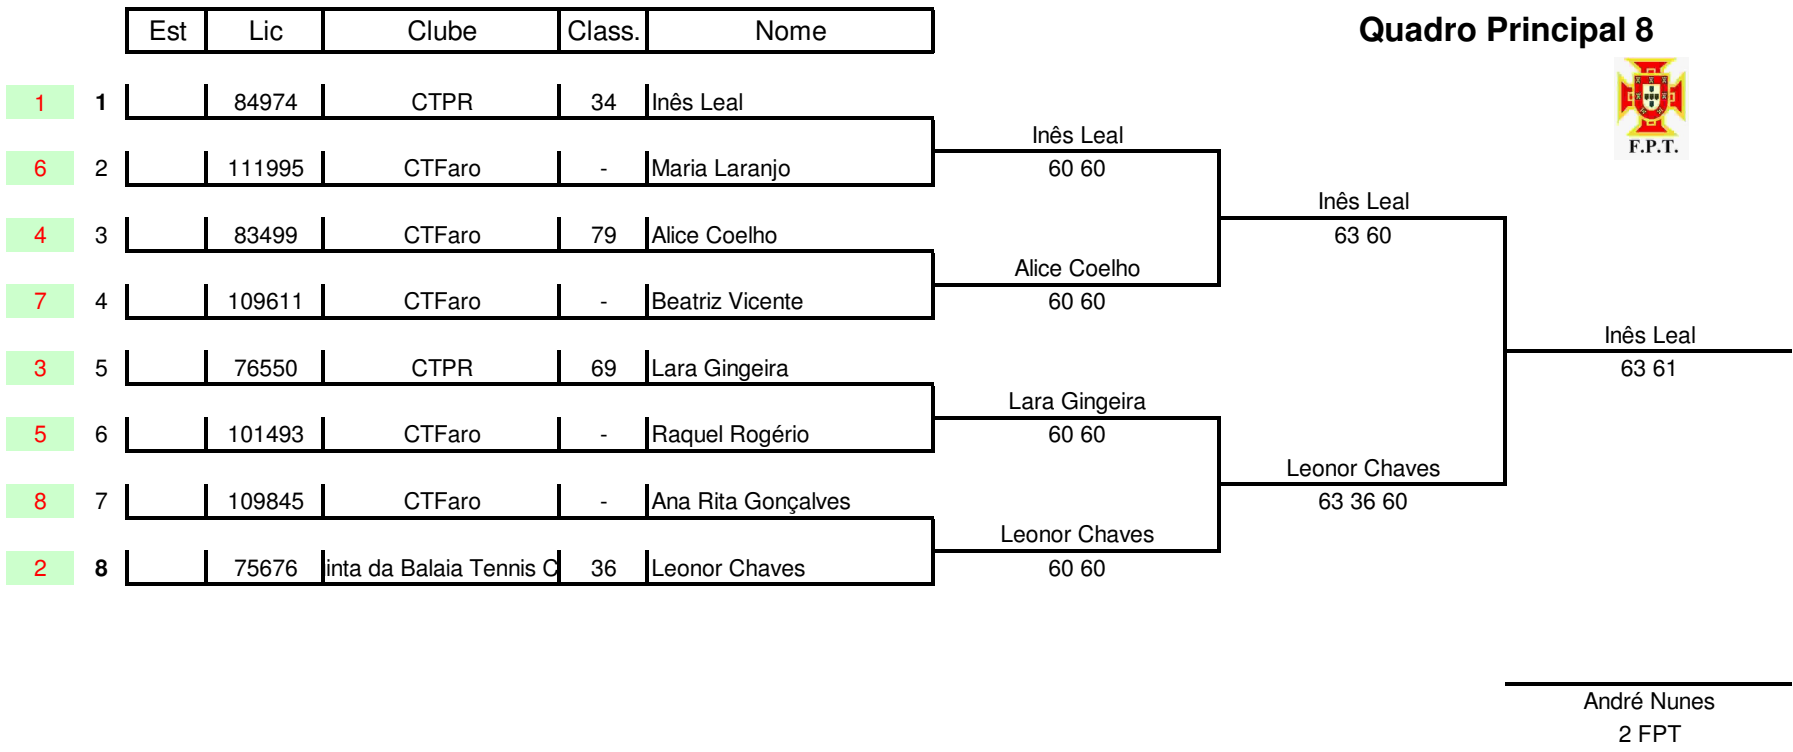 Est Lic Clube Class. Nome
Quadro Principal 8
F.P.T.
1 1 84974 CTPR 34 Inês Leal
Inês Leal
6 2 111995 CTFaro - Maria Laranjo
60 60
Inês Leal
4 3 83499 CTFaro 79 Alice Coelho
63 60
Alice Coelho
7 4 109611 CTFaro - Beatriz Vicente
60 60
Inês Leal
3 5 76550 CTPR 69 Lara Gingeira
63 61
Lara Gingeira
5 6 101493 CTFaro - Raquel Rogério
60 60
Leonor Chaves
8 7 109845 CTFaro - Ana Rita Gonçalves
63 36 60
Leonor Chaves
2 8 75676 inta da Balaia Tennis C 36 Leonor Chaves
60 60
André Nunes
2 FPT